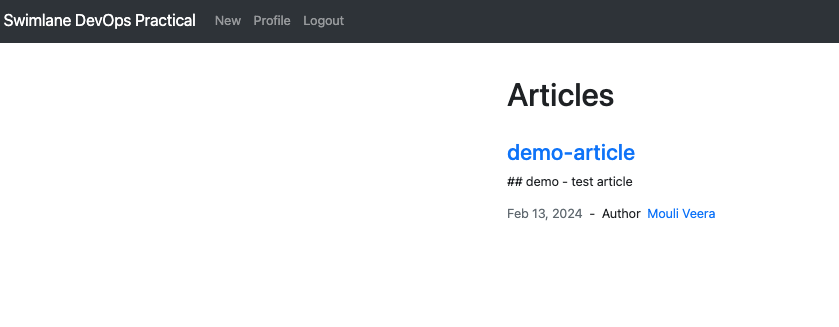 Swimlane DevOps Practical New Profile Logout
Articles
demo-article
## demo - test article
Feb 13, 2024 - Author Mouli Veera